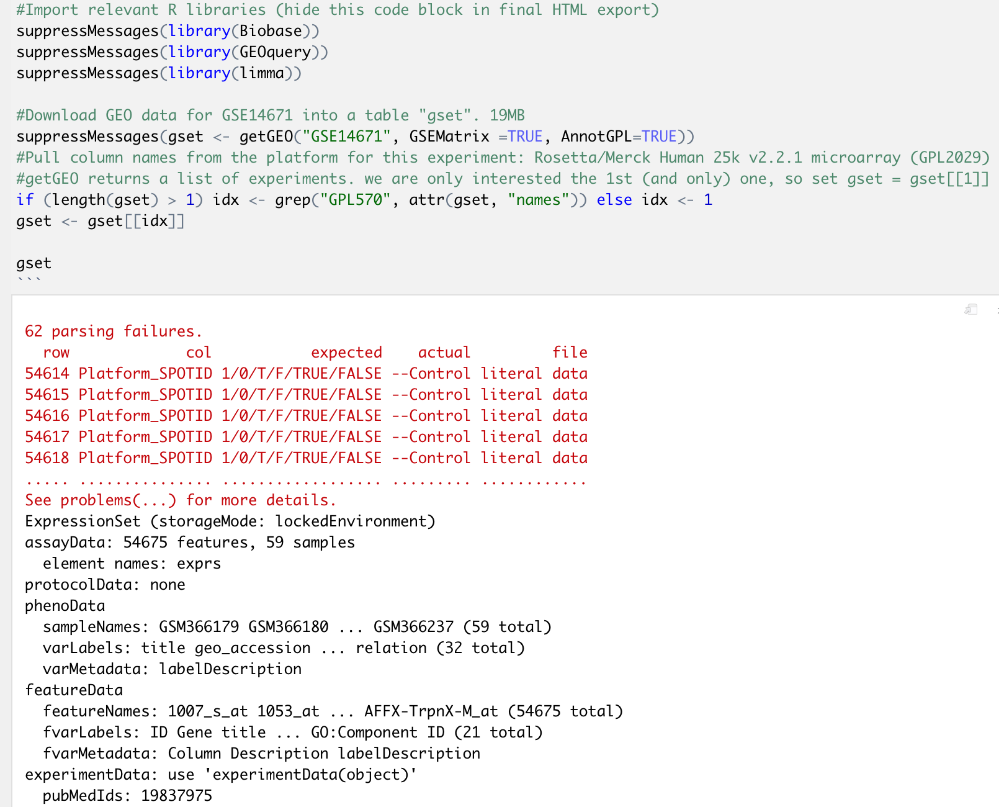 #Import relevant R libraries (hide this code block in final HTML export)
suppressMessages(library(Biobase))
suppressMessages(library(GEOquery))
suppressMessages(library(limma))
#Download GEO data for GSE14671 into a table "gset". 19MB
suppressMessages(gset <- getGEO("GSE14671", GSEMatrix =TRUE, AnnotGPL=TRUE))
#Pull column names from the platform for this experiment: Rosetta/Merck Human 25k v2.2.1 microarray (GPL2029)
#getGEO returns a list of experiments. we are only interested the 1st (and only) one, so set gset = gset[[1]]
if (length(gset) > 1) idx <- grep("GPL570", attr(gset, "names")) else idx <- 1
gset <- gset[[idx]]
gset
```
62 parsing failures.
  row             col           expected    actual         file
54614 Platform_SPOTID 1/0/T/F/TRUE/FALSE --Control literal data
54615 Platform_SPOTID 1/0/T/F/TRUE/FALSE --Control literal data
54616 Platform_SPOTID 1/0/T/F/TRUE/FALSE --Control literal data
54617 Platform_SPOTID 1/0/T/F/TRUE/FALSE --Control literal data
54618 Platform_SPOTID 1/0/T/F/TRUE/FALSE --Control literal data
..... ............... .................. ......... ............
See problems(...) for more details.
ExpressionSet (storageMode: lockedEnvironment)
assayData: 54675 features, 59 samples
  element names: exprs
protocolData: none
phenoData
  sampleNames: GSM366179 GSM366180 ... GSM366237 (59 total)
  varLabels: title geo_accession ... relation (32 total)
  varMetadata: labelDescription
featureData
  featureNames: 1007_s_at 1053_at ... AFFX-TrpnX-M_at (54675 total)
  fvarLabels: ID Gene title ... GO:Component ID (21 total)
  fvarMetadata: Column Description labelDescription
experimentData: use 'experimentData(object)'
  pubMedIds: 19837975